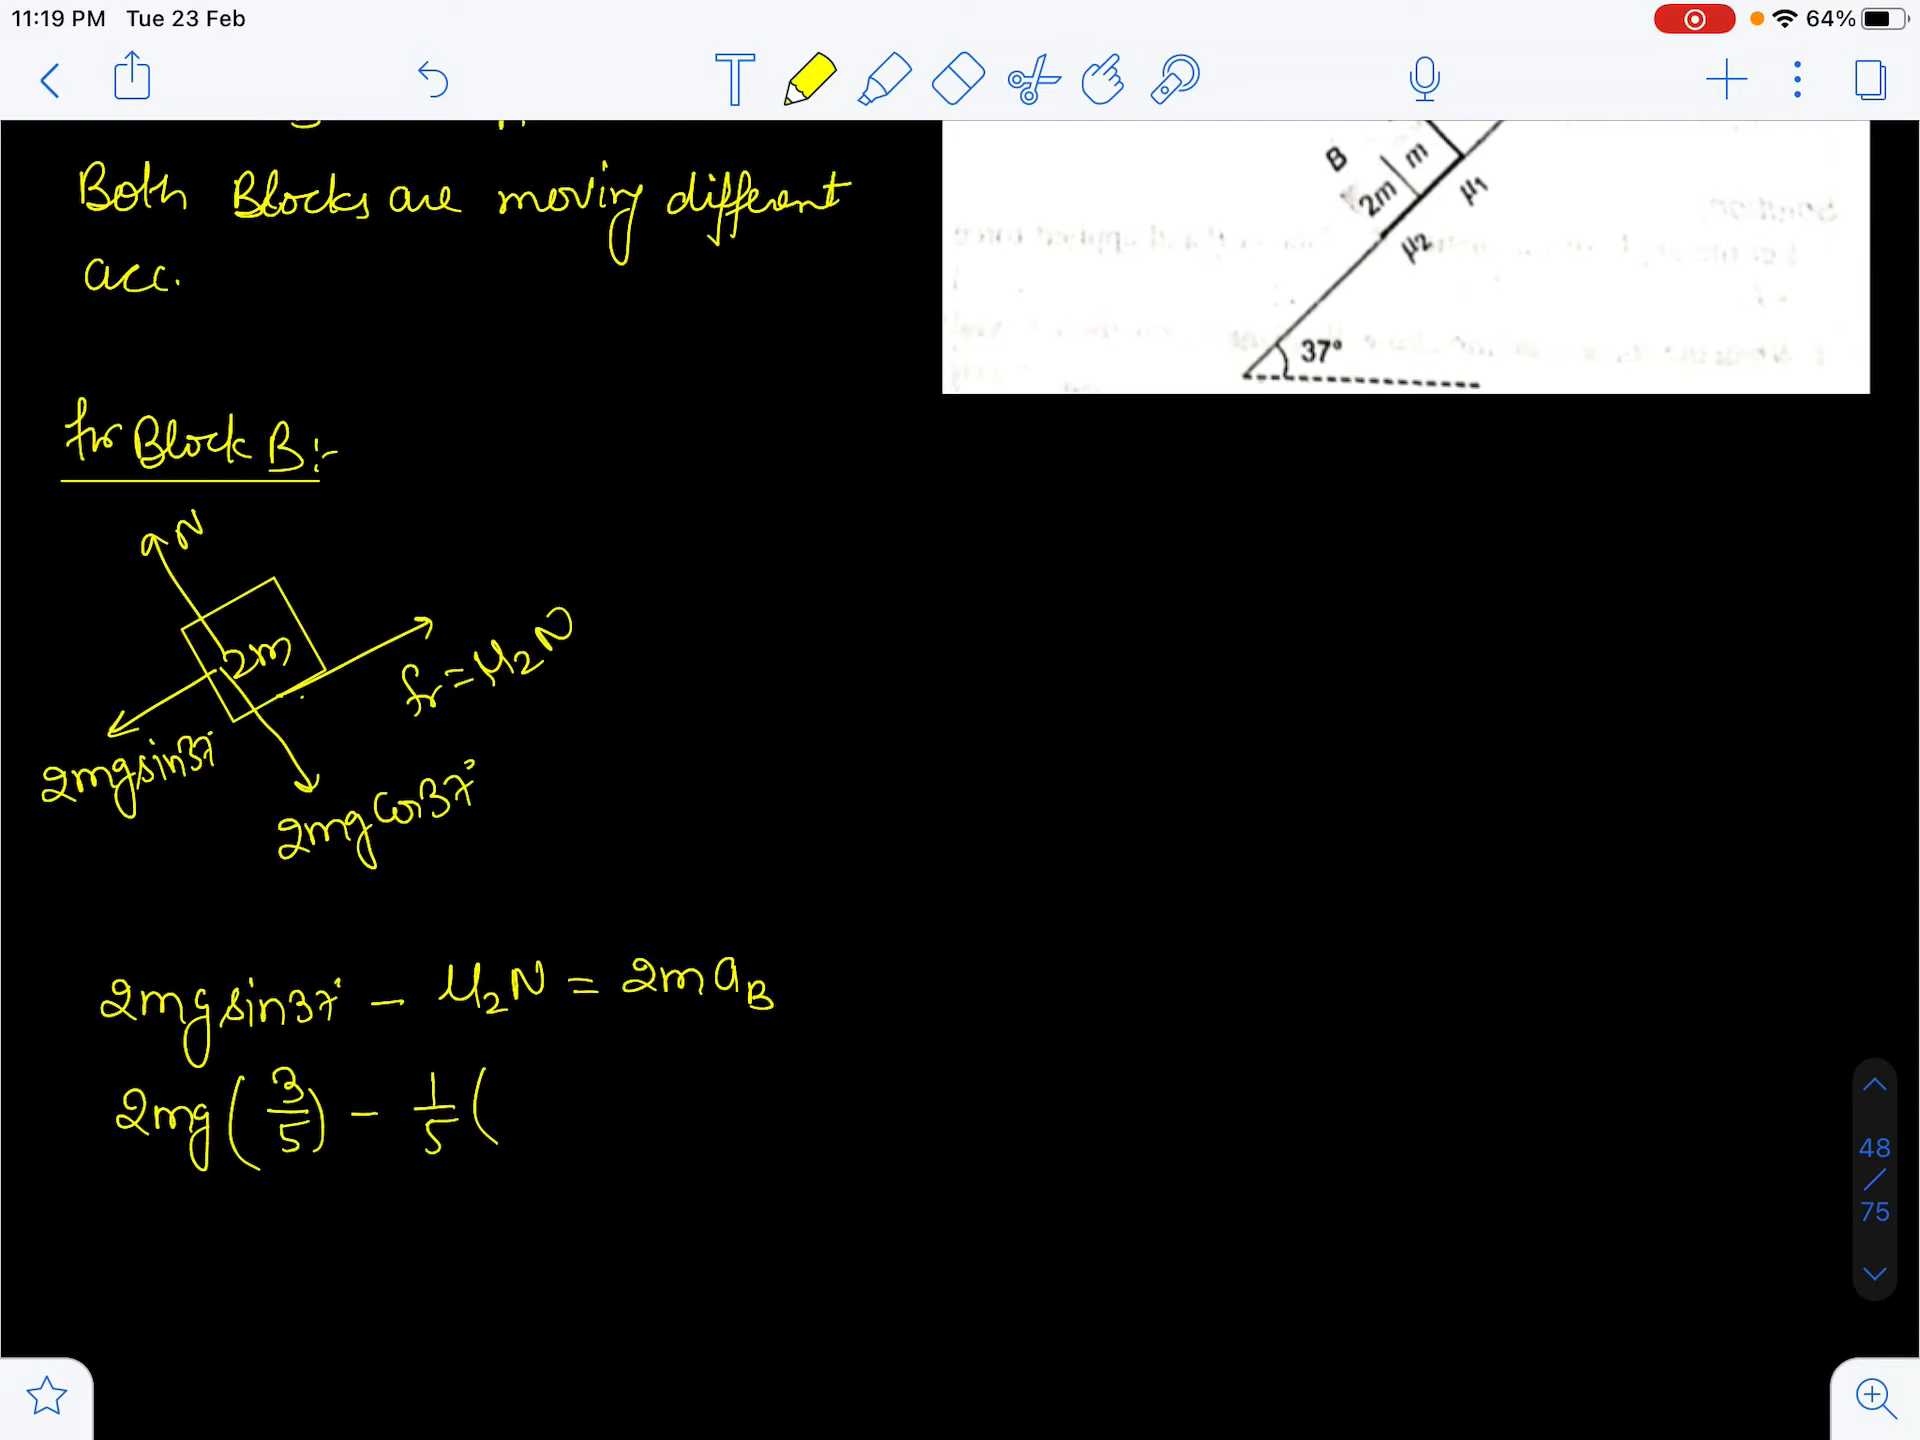 11:19 PM Tue 23 Feb
64%
T
Both Blocks are moving different
acc.
B
m
2m
μ1
μ2
37°
for Block B:-
N
2m
fr=μ2N
2mgsin37°
2mgcos37°
2mgsin37° - μ2N = 2maB
2mg(3/5) - 1/5(
48
/
75